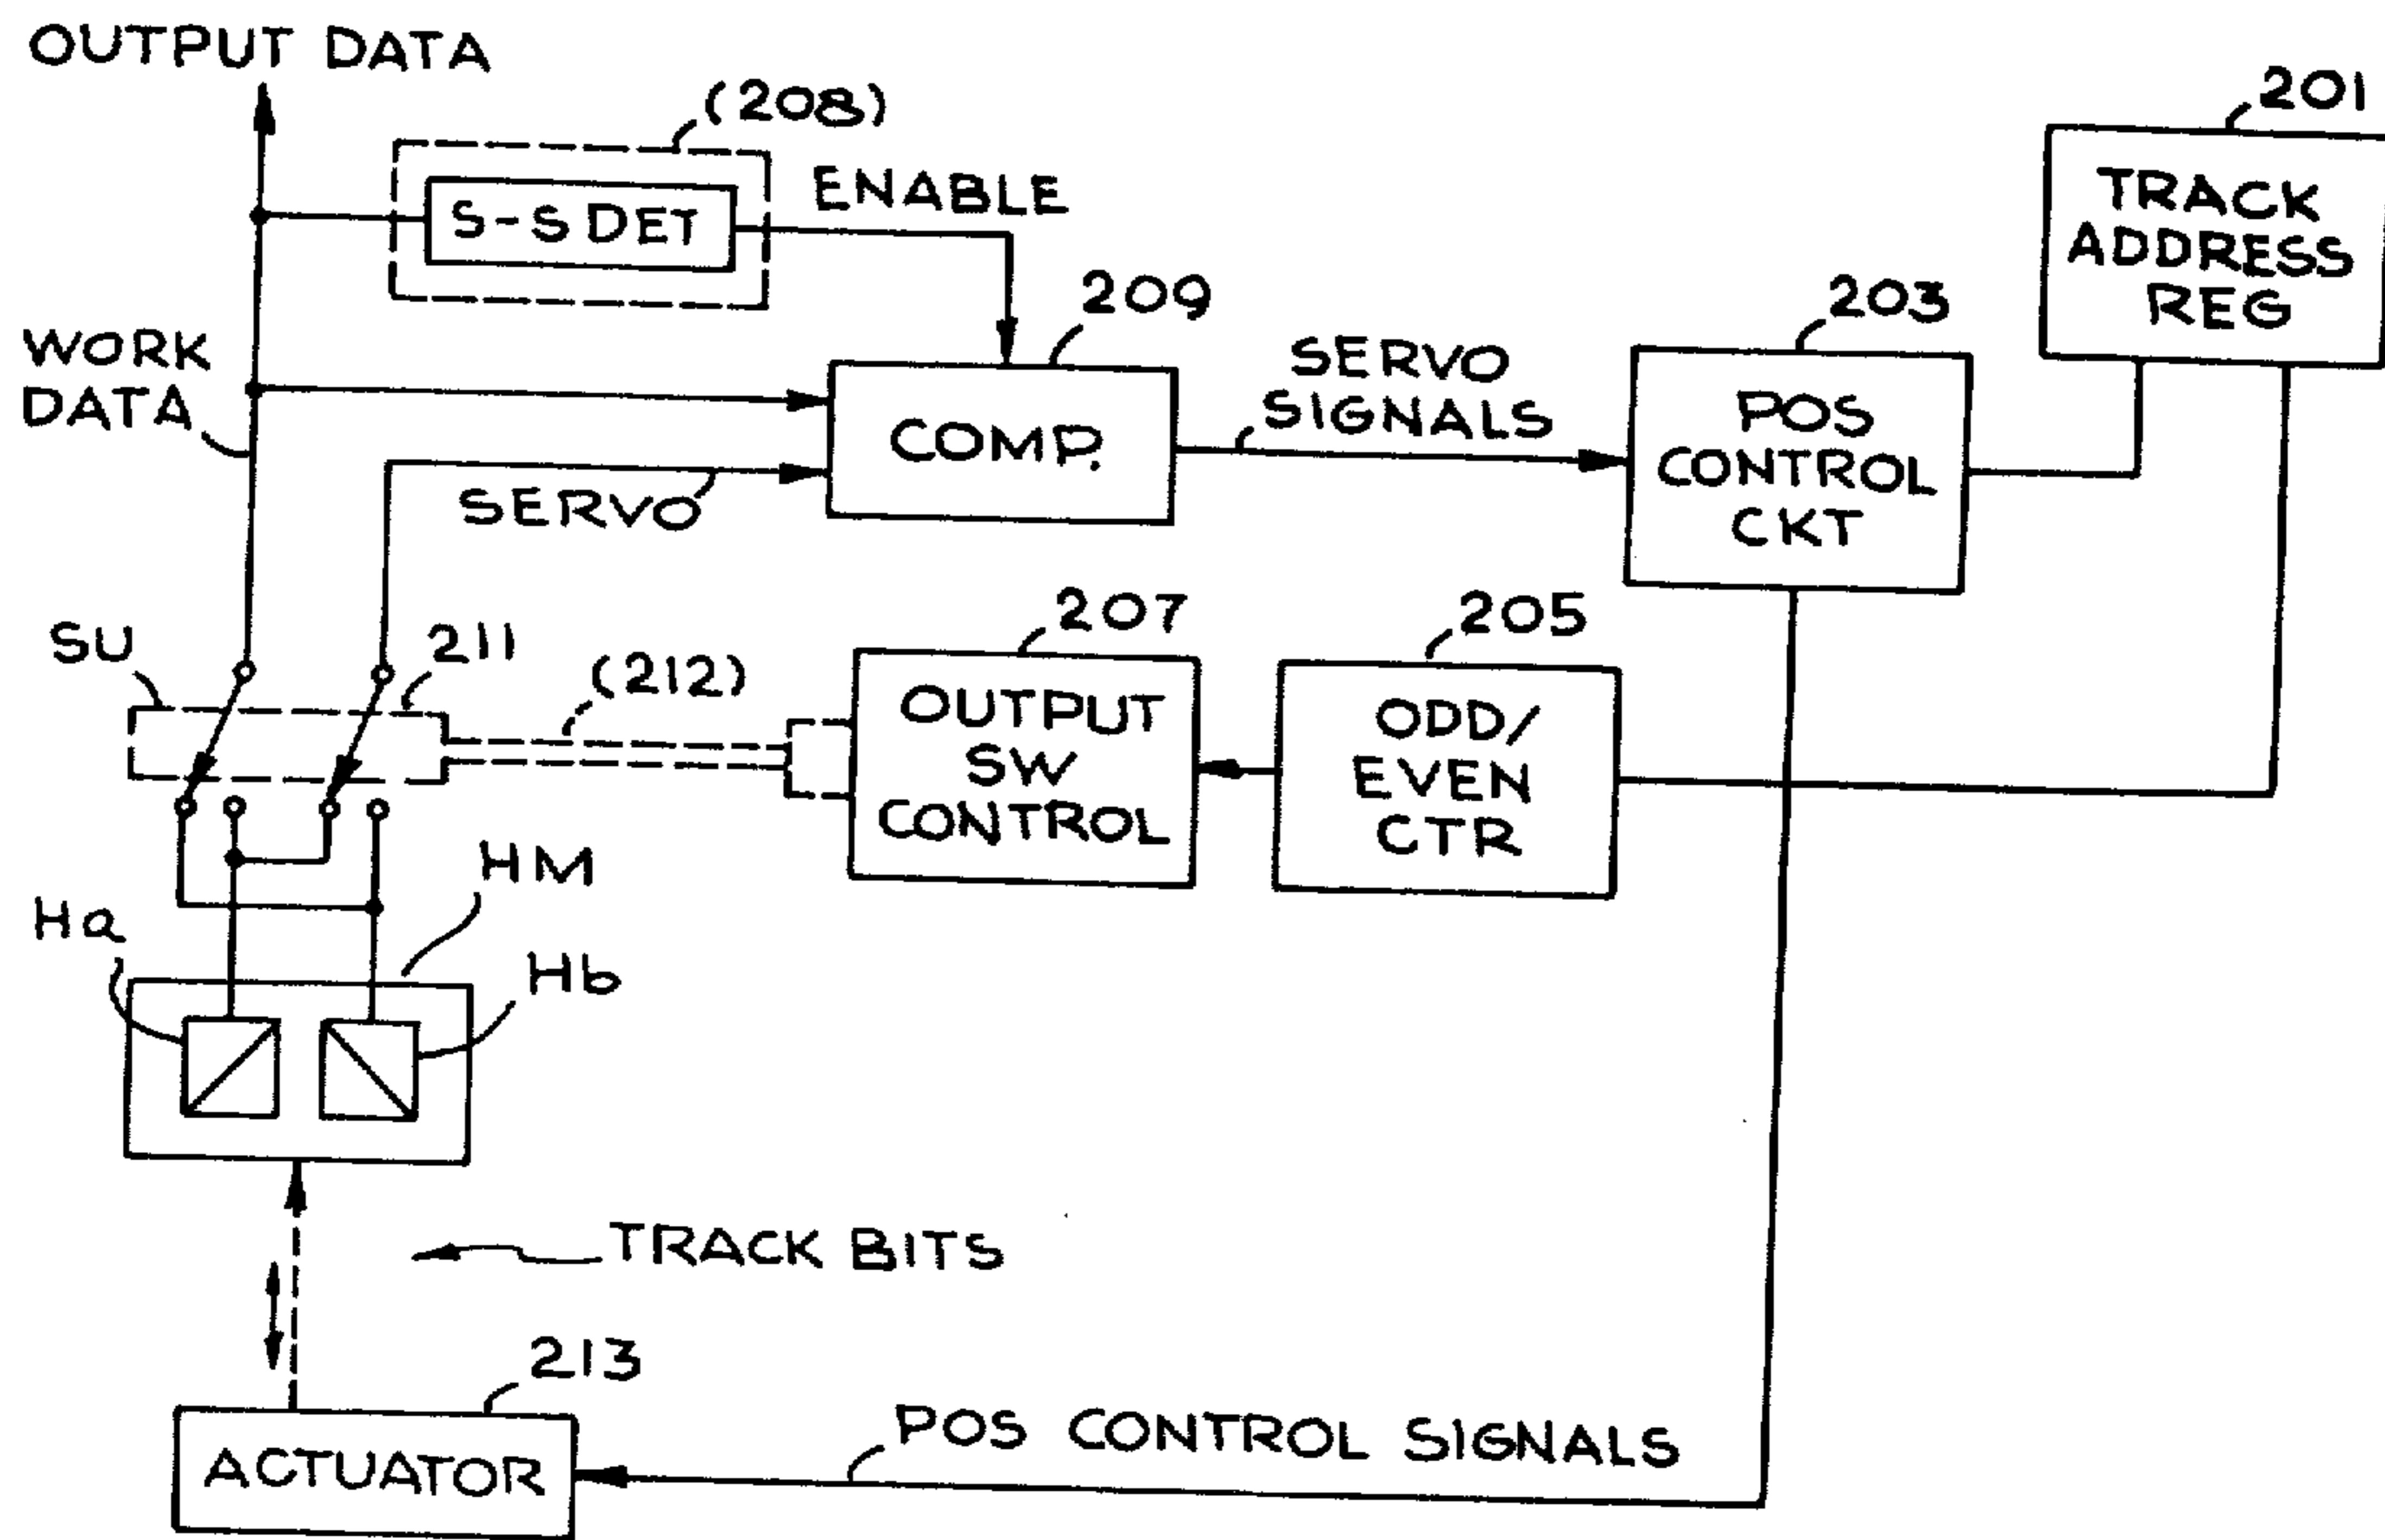 OUTPUT DATA
(208)
201
S-S DET
ENABLE
TRACK
ADDRESS
REG
WORK
DATA
209
COMP.
SERVO
SIGNALS
203
POS
CONTROL
CKT
SERVO
SU
211
(212)
207
OUTPUT
SW
CONTROL
205
ODD/
EVEN
CTR
HM
Ha
Hb
TRACK BITS
213
ACTUATOR
POS CONTROL SIGNALS